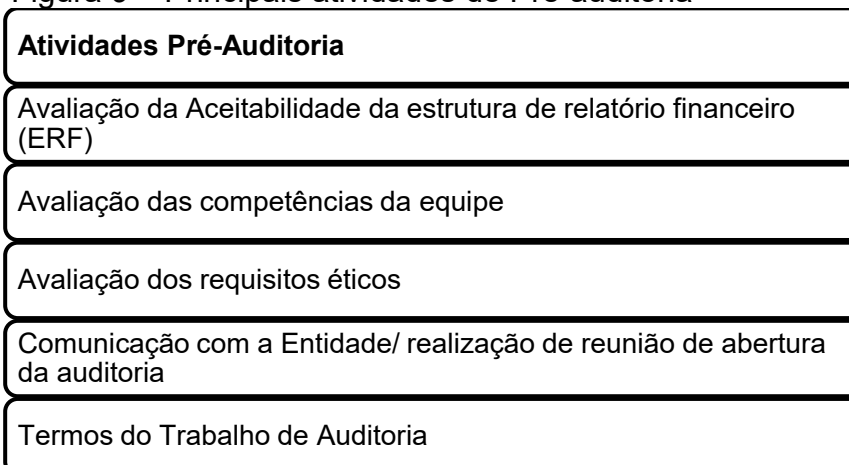 Atividades Pré-Auditoria
Avaliação da Aceitabilidade da estrutura de relatório financeiro
(ERF)
Avaliação das competências da equipe
Avaliação dos requisitos éticos
Comunicação com a Entidade/ realização de reunião de abertura
da auditoria
Termos do Trabalho de Auditoria